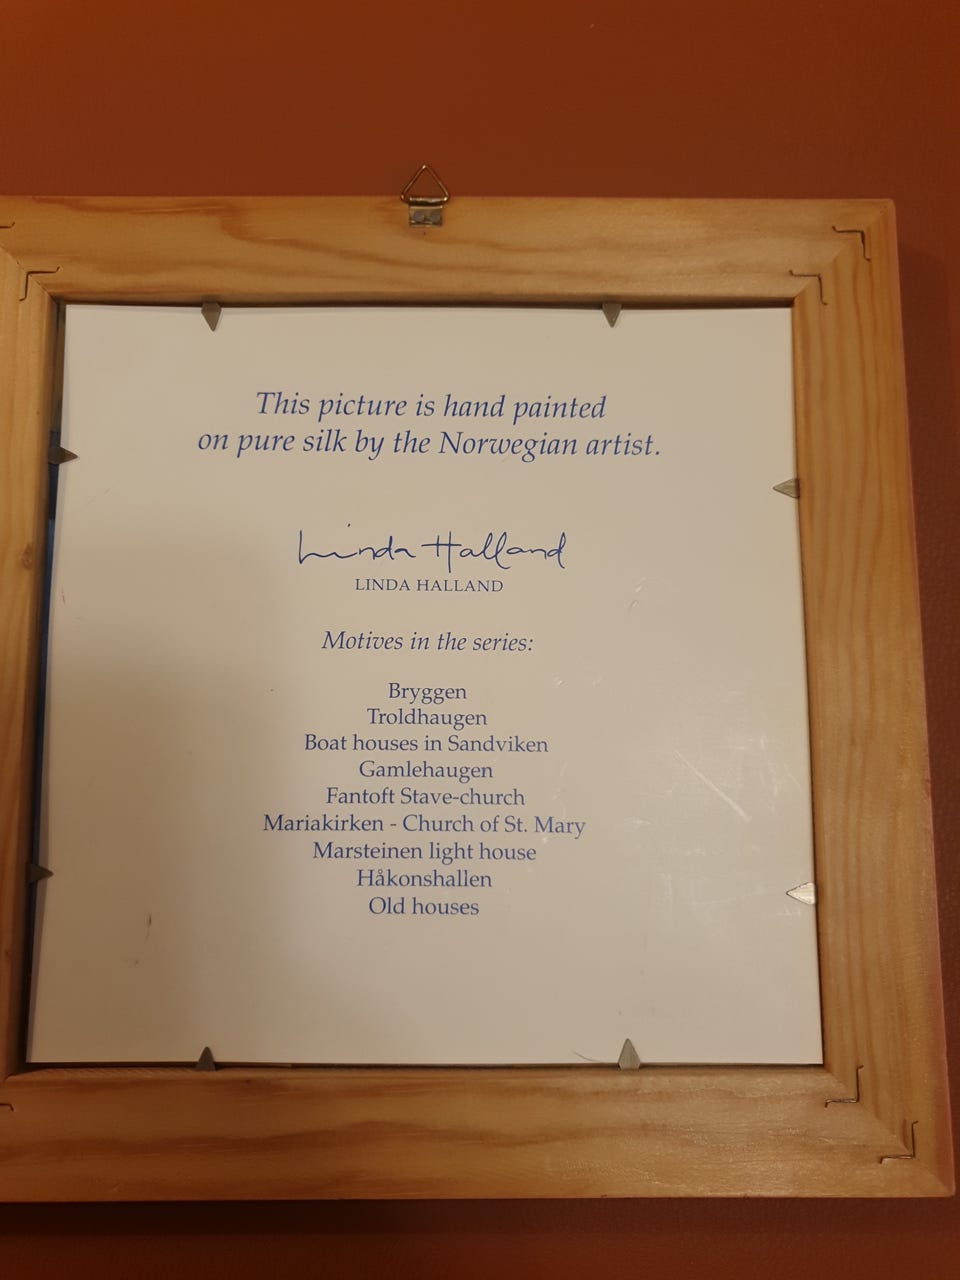 This picture is hand painted
on pure silk by the Norwegian artist.
Linda Halland
LINDA HALLAND
Motives in the series:
Bryggen
Troldhaugen
Boat houses in Sandviken
Gamlehaugen
Fantoft Stave-church
Mariakirken - Church of St. Mary
Marsteinen light house
Håkonshallen
Old houses